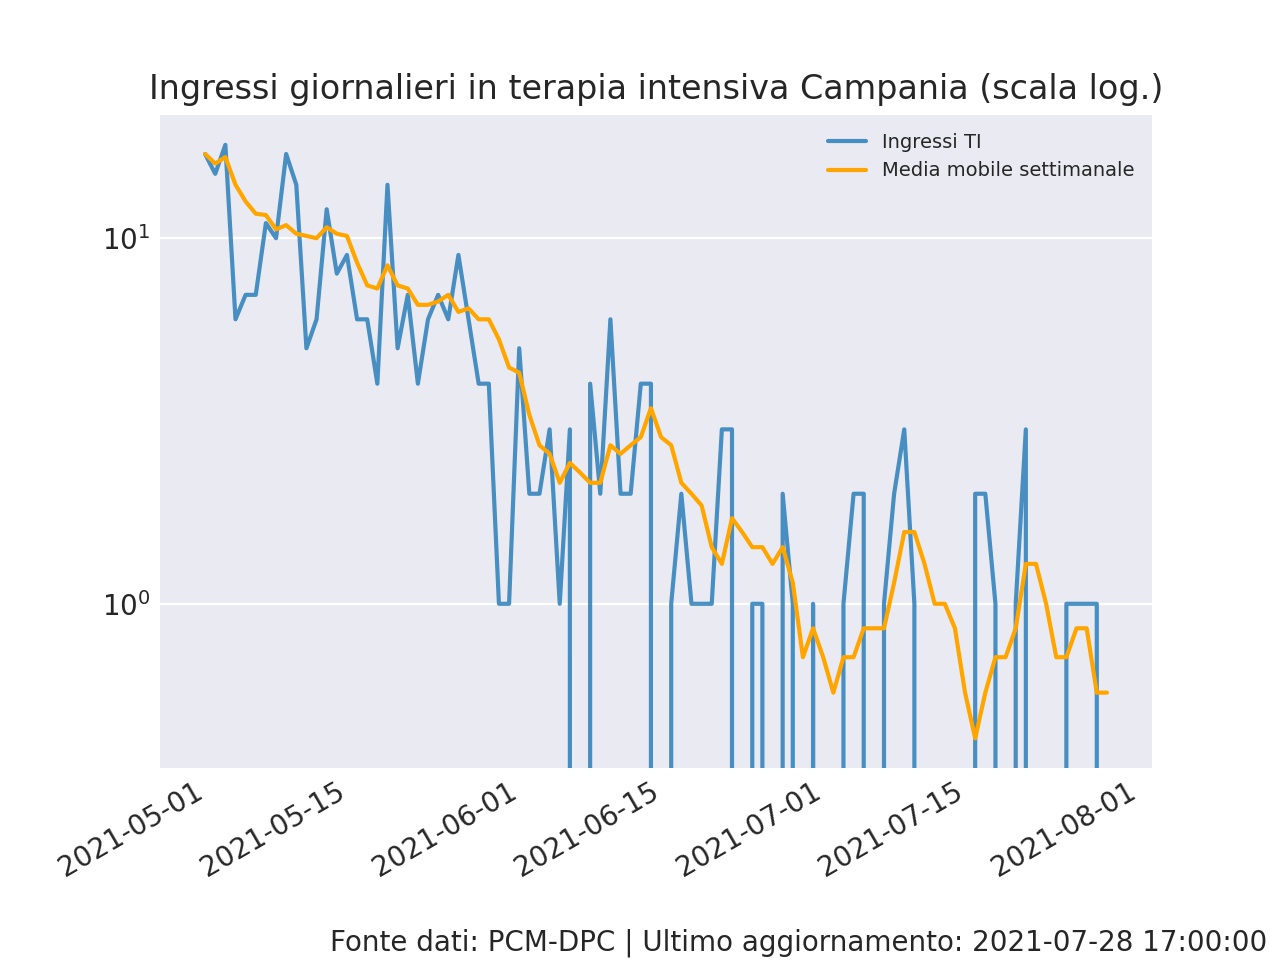 Ingressi giornalieri in terapia intensiva Campania (scala log.)
Ingressi TI
Media mobile settimanale
10¹
10⁰
2021-05-01
2021-05-15
2021-06-01
2021-06-15
2021-07-01
2021-07-15
2021-08-01
Fonte dati: PCM-DPC | Ultimo aggiornamento: 2021-07-28 17:00:00